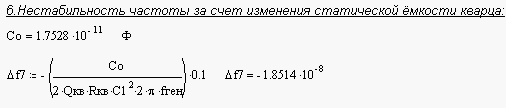 6.Нестабильность частоты за счет изменения статической ёмкости кварца:
Co = 1.7528 ·10^-11 Ф
Δf7 := -(Co / (2 ·Qкв·Rкв·C1^2·2 ·π ·fген))·0.1 Δf7 = -1.8514 ·10^-8